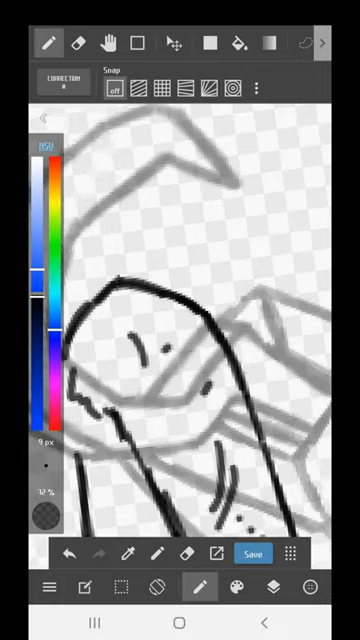 Snap
CORRECTION
x
off
HSV
9 px
72 %
Save